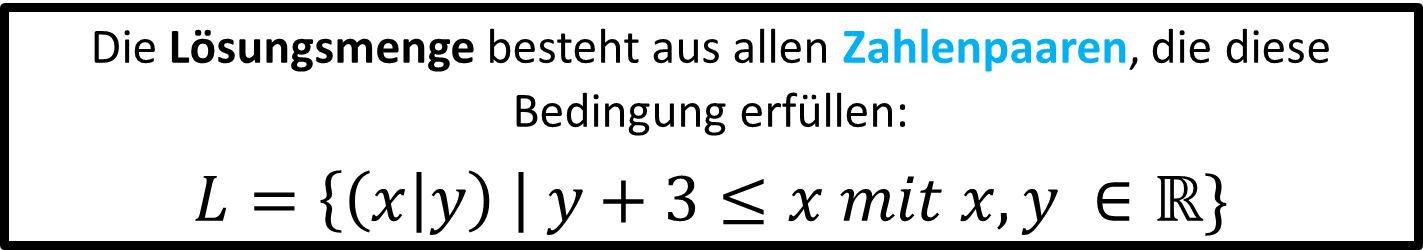 Die Lösungsmenge besteht aus allen Zahlenpaaren, die diese
Bedingung erfüllen:
L = {(x|y) | y + 3 ≤ x mit x, y ∈ ℝ}